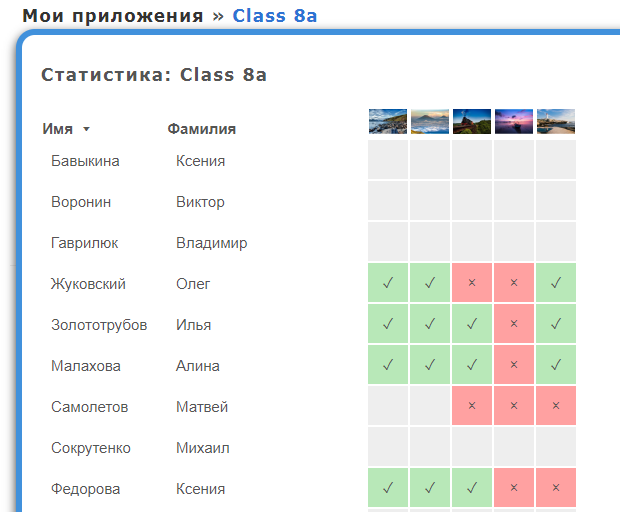 Мои приложения » Class 8a
Статистика: Class 8a
Имя Фамилия
Бавыкина Ксения
Воронин Виктор
Гаврилюк Владимир
Жуковский Олег ✓ ✓ × × ✓
Золототрубов Илья ✓ ✓ ✓ × ✓
Малахова Алина ✓ ✓ ✓ × ✓
Самолетов Матвей × × ×
Сокрутенко Михаил
Федорова Ксения ✓ ✓ ✓ × ×